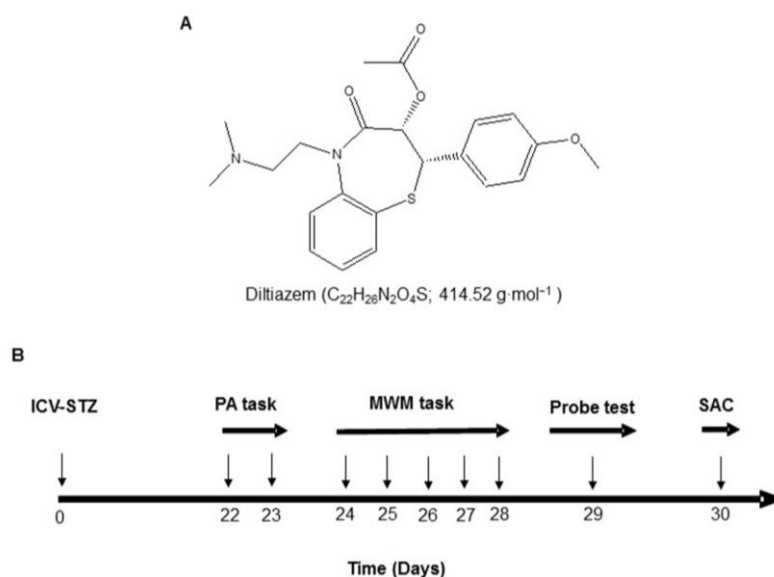 A
O
O
O
N
N
O
S
Diltiazem (C₂₂H₂₆N₂O₄S; 414.52 g·mol⁻¹ )
B
ICV-STZ PA task MWM task Probe test SAC
0 22 23 24 25 26 27 28 29 30
Time (Days)